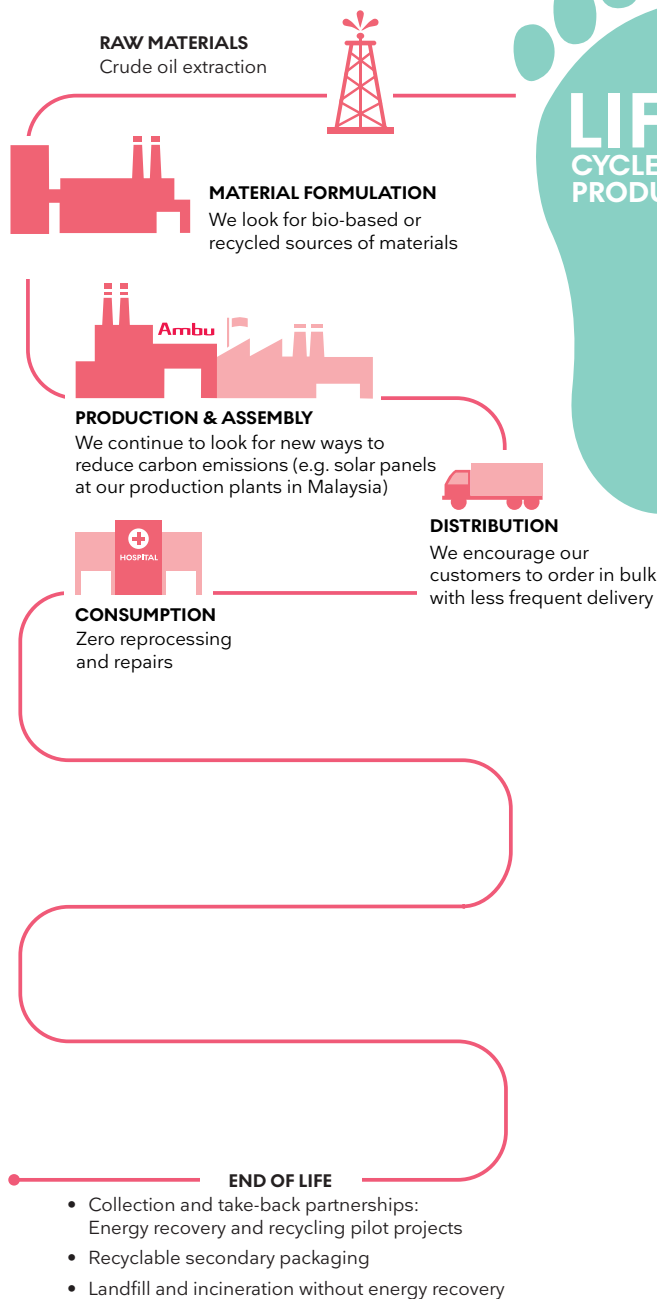 RAW MATERIALS
Crude oil extraction
CYCLE
MATERIAL FORMULATION
We look for bio-based or
recycled sources of materials
Ambu
PRODUCTION & ASSEMBLY
We continue to look for new ways to
reduce carbon emissions (e.g. solar panels
at our production plants in Malaysia)
DISTRIBUTION
We encourage our
customers to order in bulk
with less frequent delivery
HOSPITAL
CONSUMPTION
Zero reprocessing
and repairs
END OF LIFE
• Collection and take-back partnerships:
Energy recovery and recycling pilot projects
• Recyclable secondary packaging
• Landfill and incineration without energy recovery